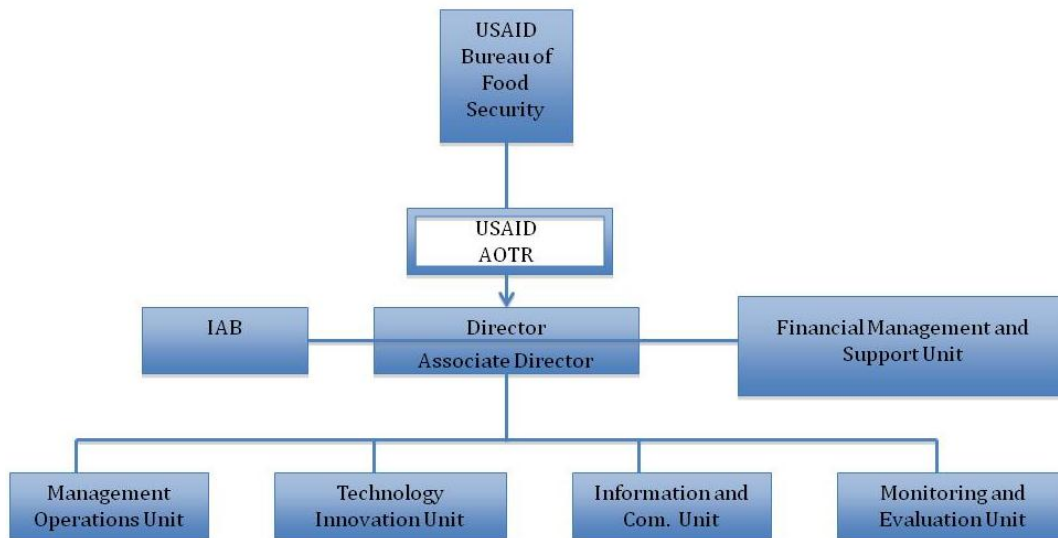 USAID
Bureau of
Food
Security
USAID
AOTR
IAB
Director
Associate Director
Financial Management and
Support Unit
Management
Operations Unit
Technology
Innovation Unit
Information and
Com. Unit
Monitoring and
Evaluation Unit